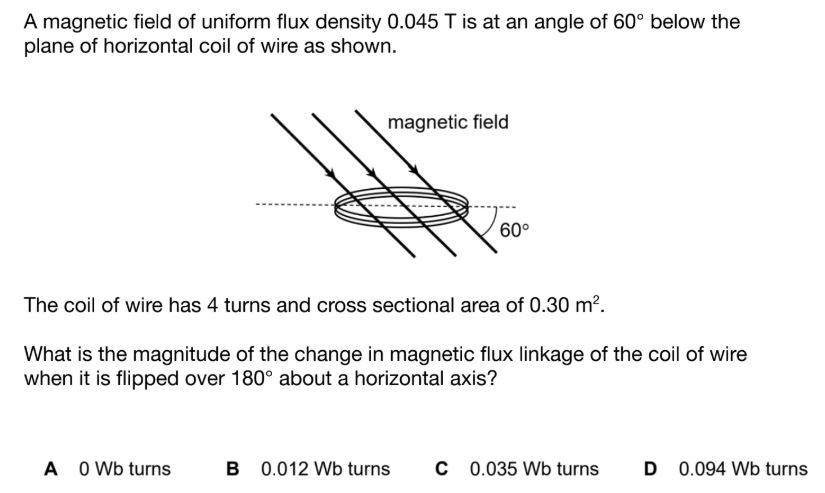 A magnetic field of uniform flux density 0.045 T is at an angle of 60° below the
plane of horizontal coil of wire as shown.
magnetic field
60°
The coil of wire has 4 turns and cross sectional area of 0.30 m².
What is the magnitude of the change in magnetic flux linkage of the coil of wire
when it is flipped over 180° about a horizontal axis?
A 0 Wb turns B 0.012 Wb turns C 0.035 Wb turns D 0.094 Wb turns